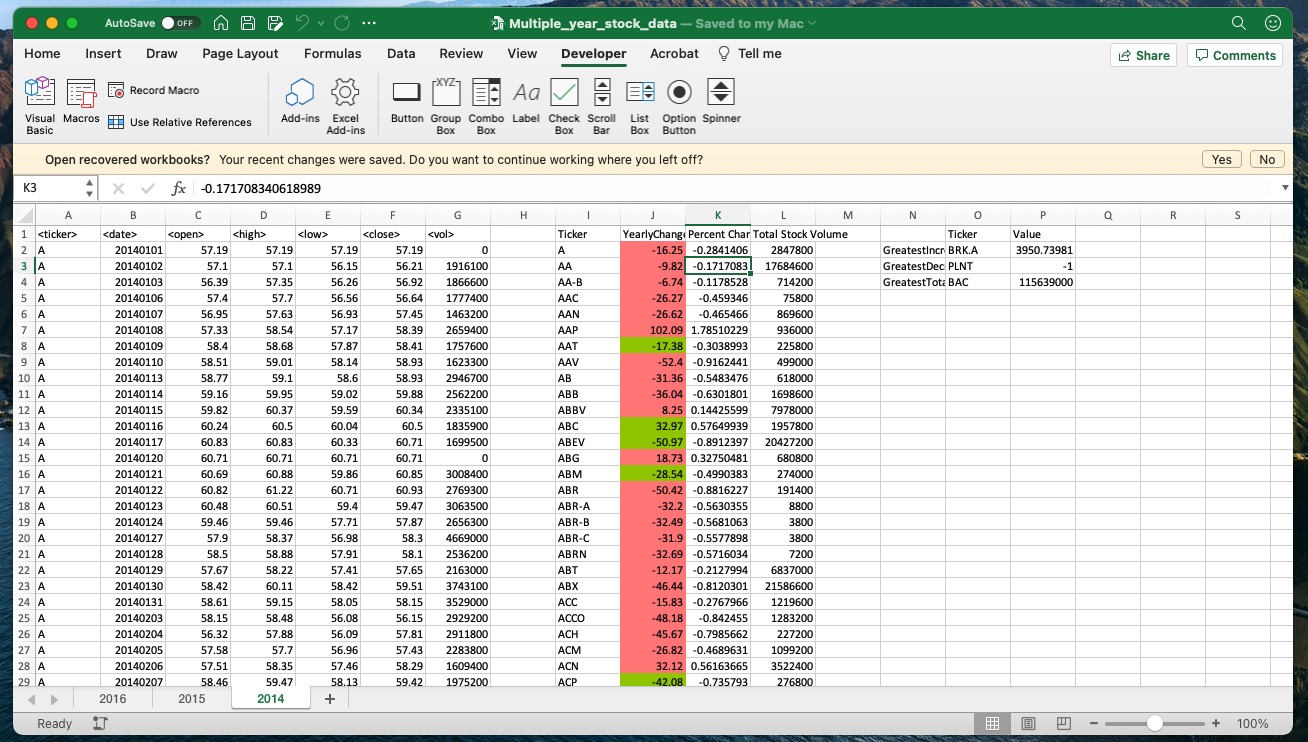 AutoSave OFF Multiple_year_stock_data — Saved to my Mac
Home Insert Draw Page Layout Formulas Data Review View Developer Acrobat Tell me Share Comments
Visual Basic Macros Record Macro Use Relative References Add-ins Excel Add-ins Button Group Box Combo Box Label Check Box Scroll Bar List Box Option Button Spinner
XYZ Aa
Open recovered workbooks? Your recent changes were saved. Do you want to continue working where you left off? Yes No
K3 fx -0.171708340618989
A B C D E F G H I J K L M N O P Q R S
1 <ticker> <date> <open> <high> <low> <close> <vol> Ticker YearlyChange Percent Char Total Stock Volume Ticker Value
2 A 20140101 57.19 57.19 57.19 57.19 0 A -16.25 -0.2841406 2847800 GreatestIncr BRK.A 3950.73981
3 A 20140102 57.1 57.1 56.15 56.21 1916100 AA -9.82 -0.1717083 17684600 GreatestDec PLNT -1
4 A 20140103 56.39 57.35 56.26 56.92 1866600 AA-B -6.74 -0.1178528 714200 GreatestTota BAC 115639000
5 A 20140106 57.4 57.7 56.56 56.64 1777400 AAC -26.27 -0.459346 75800
6 A 20140107 56.95 57.63 56.93 57.45 1463200 AAN -26.62 -0.465466 869600
7 A 20140108 57.33 58.54 57.17 58.39 2659400 AAP 102.09 1.78510229 936000
8 A 20140109 58.4 58.68 57.87 58.41 1757600 AAT -17.38 -0.3038993 225800
9 A 20140110 58.51 59.01 58.14 58.93 1623300 AAV -52.4 -0.9162441 499000
10 A 20140113 58.77 59.1 58.6 58.93 2946700 AB -31.36 -0.5483476 618000
11 A 20140114 59.16 59.95 59.02 59.88 2562200 ABB -36.04 -0.6301801 1698600
12 A 20140115 59.82 60.37 59.59 60.34 2335100 ABBV 8.25 0.14425599 7978000
13 A 20140116 60.24 60.5 60.04 60.5 1835900 ABC 32.97 0.57649939 1957800
14 A 20140117 60.83 60.83 60.33 60.71 1699500 ABEV -50.97 -0.8912397 20427200
15 A 20140120 60.71 60.71 60.71 60.71 0 ABG 18.73 0.32750481 680800
16 A 20140121 60.69 60.88 59.86 60.85 3008400 ABM -28.54 -0.4990383 274000
17 A 20140122 60.82 61.22 60.71 60.93 2769300 ABR -50.42 -0.8816227 191400
18 A 20140123 60.48 60.51 59.4 59.47 3063500 ABR-A -32.2 -0.5630355 8800
19 A 20140124 59.46 59.46 57.71 57.87 2656300 ABR-B -32.49 -0.5681063 3800
20 A 20140127 57.9 58.37 56.98 58.3 4669000 ABR-C -31.9 -0.5577898 3800
21 A 20140128 58.5 58.88 57.91 58.1 2536200 ABRN -32.69 -0.5716034 7200
22 A 20140129 57.67 58.22 57.41 57.65 2163000 ABT -12.17 -0.2127994 6837000
23 A 20140130 58.42 60.11 58.42 59.51 3743100 ABX -46.44 -0.8120301 21586600
24 A 20140131 58.61 59.15 58.05 58.15 3529000 ACC -15.83 -0.2767966 1219600
25 A 20140203 58.15 58.48 56.08 56.15 2929200 ACCO -48.18 -0.842455 1283200
26 A 20140204 56.32 57.88 56.09 57.81 2911800 ACH -45.67 -0.7985662 227200
27 A 20140205 57.58 57.7 56.96 57.43 2283800 ACM -26.82 -0.4689631 1099200
28 A 20140206 57.51 58.35 57.46 58.29 1609400 ACN 32.12 0.56163665 3522400
29 A 20140207 58.46 59.47 58.13 59.42 1975200 ACP -42.08 -0.735793 276800
2016 2015 2014 +
Ready 100%